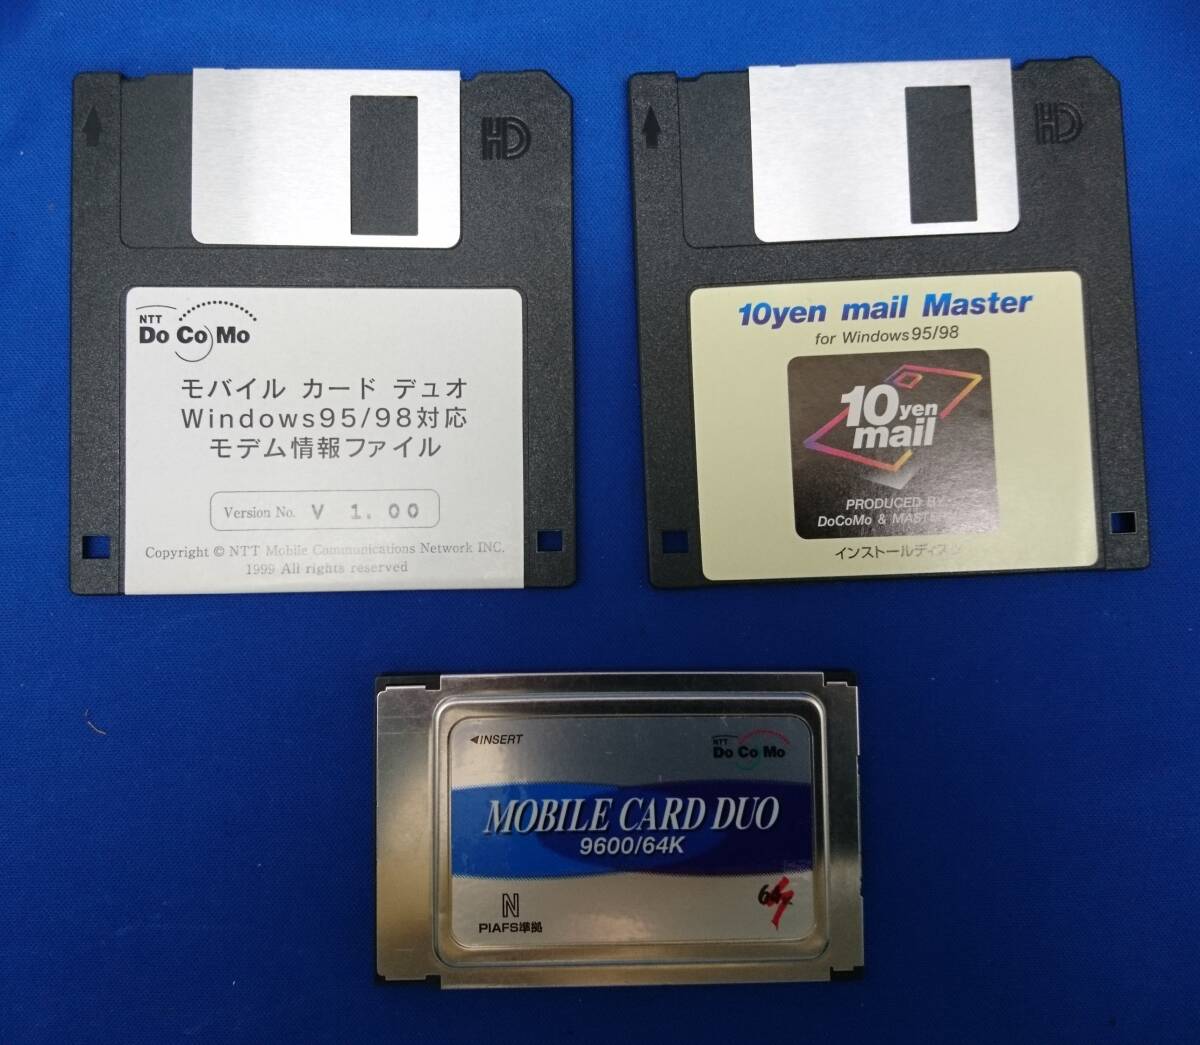 HD
NTT
DoCoMo
モバイル カード デュオ
Windows95/98対応
モデム情報ファイル
Version No. V 1.00
Copyright © NTT Mobile Communications Network INC.
1999 All rights reserved
HD
10yen mail Master
for Windows95/98
10yen
mail
PRODUCED BY
DoCoMo & MASTER
インストールディスク
◄INSERT
NTT
DoCoMo
MOBILE CARD DUO
9600/64K
64K
N
PIAFS準拠